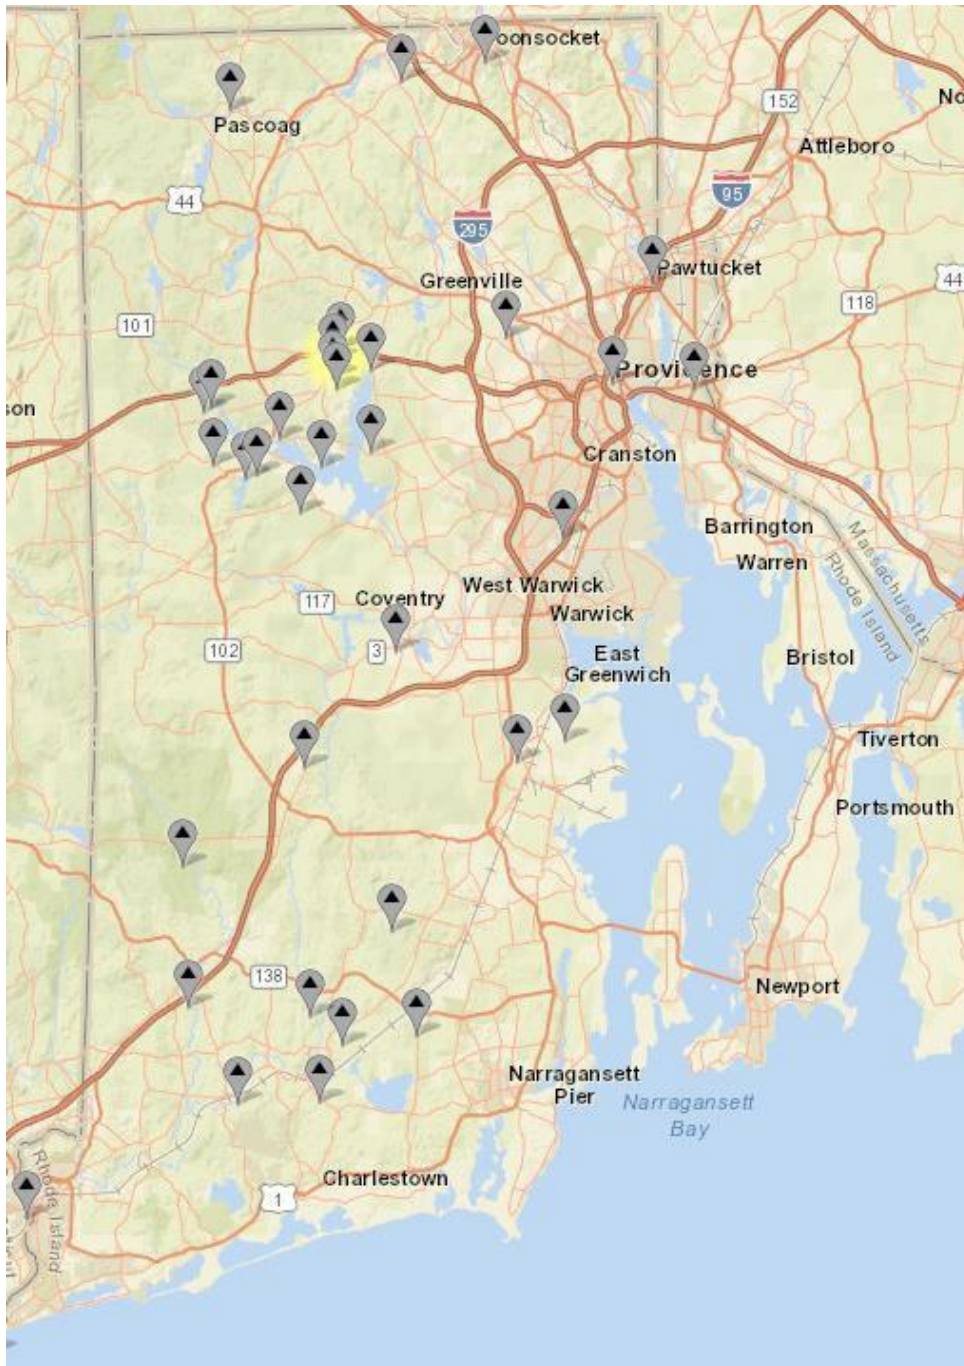 oonsocket
Pascoag
152
No
Attleboro
95
44
295
Pawtucket
Greenville
44
118
101
Providence
son
Cranston
Barrington
Massachusetts
Rhode Island
Warren
West Warwick
117
Coventry
Warwick
102
3
East
Greenwich
Bristol
Tiverton
Portsmouth
138
Newport
Narragansett
Pier
Narragansett
Bay
Charlestown
Rhode Island
1